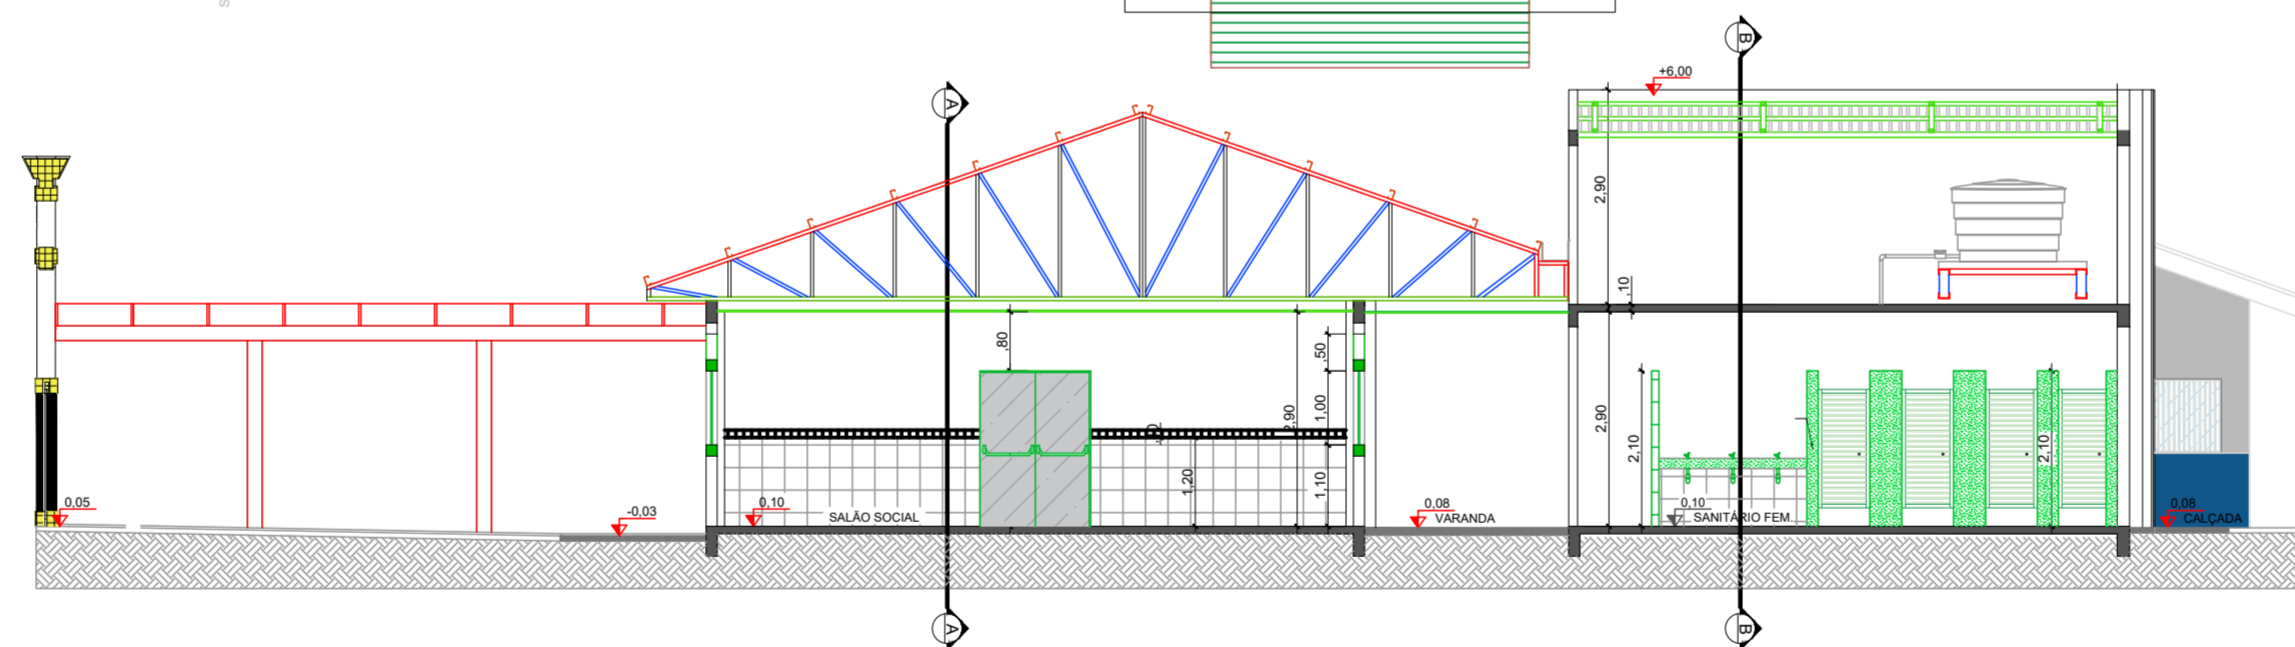 B
+6,00
A
2,90
,10
,80
,50
1,00
2,90
1,20
1,10
2,90
2,10
2,10
0,05
-0,03
0,10
SALÃO SOCIAL
0,08
VARANDA
0,10
SANITÁRIO FEM.
0,08
CALÇADA
A
B